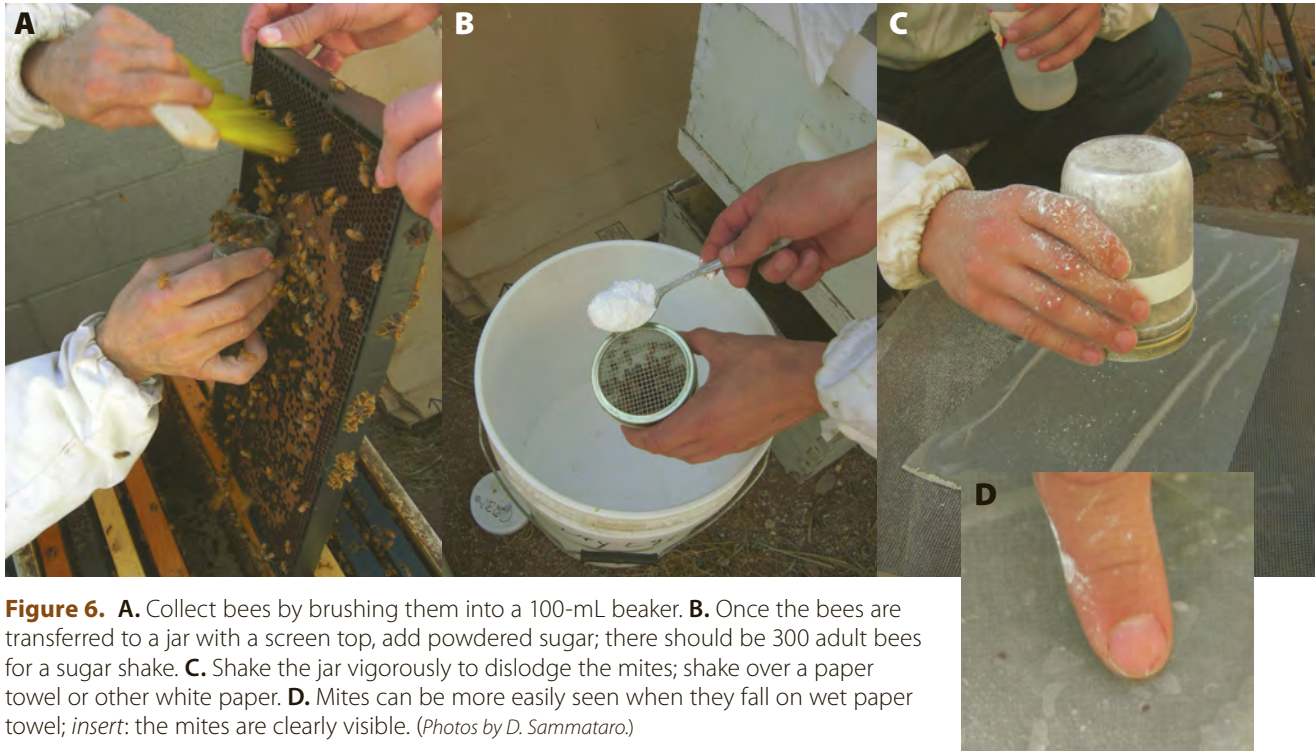 A
B
C
D
Figure 6. A. Collect bees by brushing them into a 100-mL beaker. B. Once the bees are
transferred to a jar with a screen top, add powdered sugar; there should be 300 adult bees
for a sugar shake. C. Shake the jar vigorously to dislodge the mites; shake over a paper
towel or other white paper. D. Mites can be more easily seen when they fall on wet paper
towel; insert: the mites are clearly visible. (Photos by D. Sammataro.)